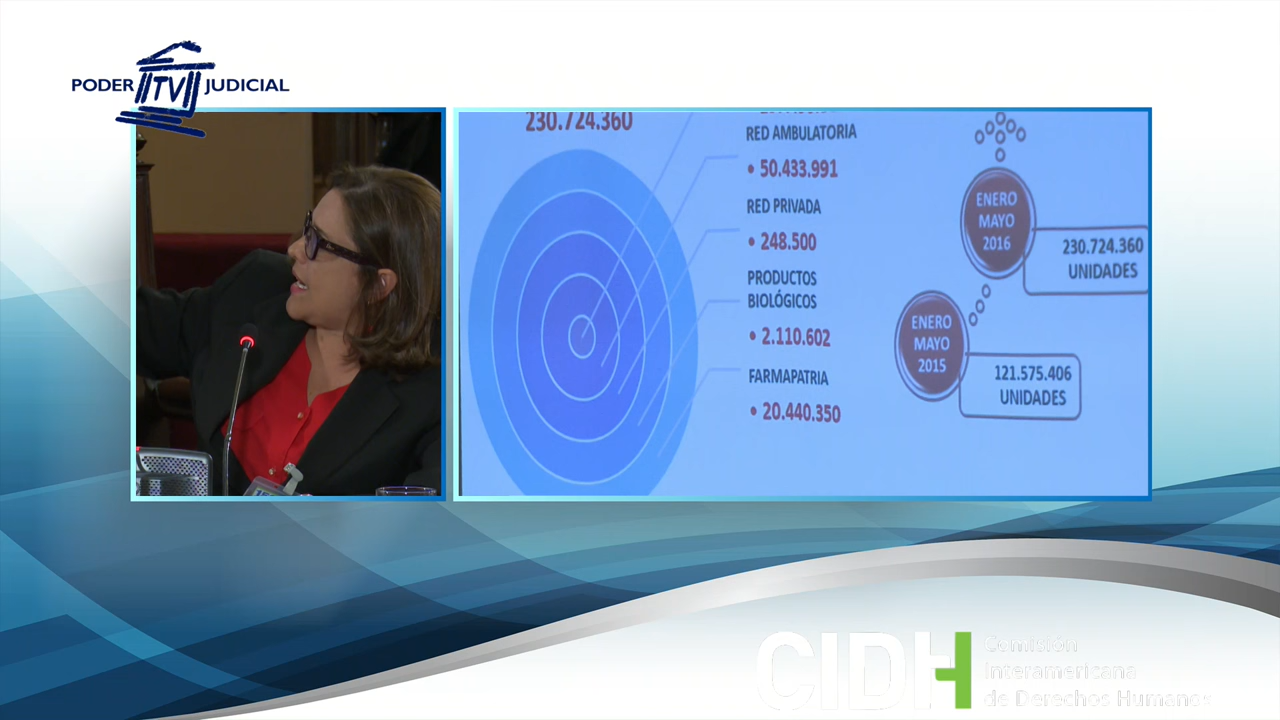 PODER TV JUDICIAL
230.724.360
RED AMBULATORIA
• 50.433.991
RED PRIVADA
• 248.500
PRODUCTOS
BIOLÓGICOS
• 2.110.602
FARMAPATRIA
• 20.440.350
ENERO
MAYO
2016
230.724.360
UNIDADES
ENERO
MAYO
2015
121.575.406
UNIDADES
CIDH
Comisión
Interamericana
de Derechos Humanos